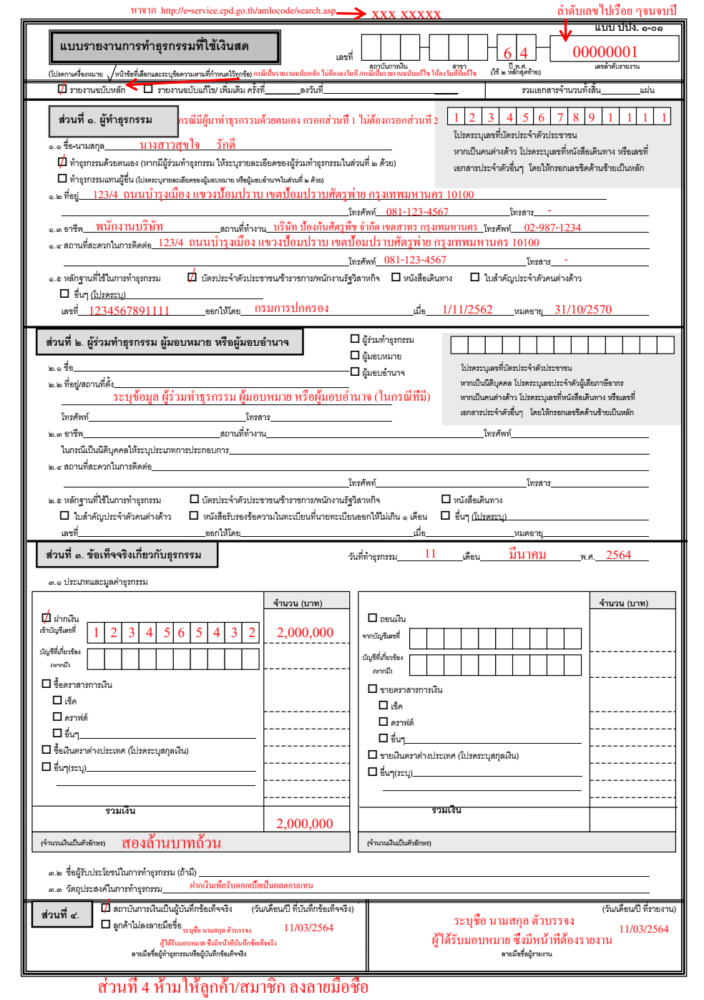 หาจาก http://e-service.cpd.go.th/amlocode/search.asp XXX XXXXX
ลำดับเลขไปเรื่อย ๆจนจบปี
แบบ ปปง. ๑-๐๑
แบบรายงานการทำธุรกรรมที่ใช้เงินสด
เลขที่ 6 4 00000001
สถาบันการเงิน สาขา ปี พ.ศ. เลขลำดับรายงาน
(ใช้ ๒ หลักสุดท้าย)
(โปรดกาเครื่องหมาย √ หน้าข้อที่เลือกและระบุข้อความตามที่กำหนดไว้ทุกข้อ) กรณีเป็นรายงานฉบับหลัก ไม่ต้องลงวันที่ /กรณีเป็นรายงานฉบับแก้ไข ให้ลงวันที่ที่แก้ไข
รายงานฉบับหลัก รายงานฉบับแก้ไข/ เพิ่มเติม ครั้งที่ ลงวันที่ รวมเอกสารจำนวนทั้งสิ้น แผ่น
ส่วนที่ ๑. ผู้ทำธุรกรรม กรณีมีผู้มาทำธุรกรรมด้วยตนเอง กรอกส่วนที่ 1 ไม่ต้องกรอกส่วนที่ 2 1 2 3 4 5 6 7 8 9 1 1 1 1
โปรดระบุเลขที่บัตรประจำตัวประชาชน
หากเป็นคนต่างด้าว โปรดระบุเลขที่หนังสือเดินทาง หรือเลขที่
เอกสารประจำตัวอื่นๆ โดยให้กรอกเลขชิดด้านซ้ายเป็นหลัก
๑.๑ ชื่อ-นามสกุล นางสาวสุขใจ รักดี
ทำธุรกรรมด้วยตนเอง (หากมีผู้ร่วมทำธุรกรรม ให้ระบุรายละเอียดของผู้ร่วมทำธุรกรรมในส่วนที่ ๒ ด้วย)
ทำธุรกรรมแทนผู้อื่น (โปรดระบุรายละเอียดของผู้มอบหมาย หรือผู้มอบอำนาจในส่วนที่ ๒ ด้วย)
๑.๒ ที่อยู่ 123/4 ถนนบำรุงเมือง แขวงป้อมปราบ เขตป้อมปราบศัตรูพ่าย กรุงเทพมหานคร 10100
โทรศัพท์ 081-123-4567 โทรสาร -
๑.๓ อาชีพ พนักงานบริษัท สถานที่ทำงาน บริษัท ป้องกันศัตรูพืช จำกัด เขตสาทร กรุงเทมหานคร โทรศัพท์ 02-987-1234
๑.๔ สถานที่สะดวกในการติดต่อ 123/4 ถนนบำรุงเมือง แขวงป้อมปราบ เขตป้อมปราบศัตรูพ่าย กรุงเทพมหานคร 10100
โทรศัพท์ 081-123-4567 โทรสาร -
๑.๕ หลักฐานที่ใช้ในการทำธุรกรรม บัตรประจำตัวประชาชน/ข้าราชการ/พนักงานรัฐวิสาหกิจ หนังสือเดินทาง ใบสำคัญประจำตัวคนต่างด้าว
อื่นๆ (โปรดระบุ)
เลขที่ 1234567891111 ออกให้โดย กรมการปกครอง เมื่อ 1/11/2562 หมดอายุ 31/10/2570
ส่วนที่ ๒. ผู้ร่วมทำธุรกรรม ผู้มอบหมาย หรือผู้มอบอำนาจ
ผู้ร่วมทำธุรกรรม
ผู้มอบหมาย
ผู้มอบอำนาจ
โปรดระบุเลขที่บัตรประจำตัวประชาชน
หากเป็นนิติบุคคล โปรดระบุเลขประจำตัวผู้เสียภาษีอากร
หากเป็นคนต่างด้าว โปรดระบุเลขที่หนังสือเดินทาง หรือเลขที่
เอกสารประจำตัวอื่นๆ โดยให้กรอกเลขชิดด้านซ้ายเป็นหลัก
๒.๑ ชื่อ
๒.๒ ที่อยู่/สถานที่ตั้ง
ระบุข้อมูล ผู้ร่วมทำธุรกรรม ผู้มอบหมาย หรือผู้มอบอำนาจ (ในกรณีที่มี)
โทรศัพท์ โทรสาร
๒.๓ อาชีพ สถานที่ทำงาน โทรศัพท์
ในกรณีเป็นนิติบุคคลให้ระบุประเภทการประกอบการ
๒.๔ สถานที่สะดวกในการติดต่อ
โทรศัพท์ โทรสาร
๒.๕ หลักฐานที่ใช้ในการทำธุรกรรม บัตรประจำตัวประชาชน/ข้าราชการ/พนักงานรัฐวิสาหกิจ หนังสือเดินทาง
ใบสำคัญประจำตัวคนต่างด้าว หนังสือรับรองข้อความในทะเบียนที่นายทะเบียนออกให้ไม่เกิน ๑ เดือน อื่นๆ (โปรดระบุ)
เลขที่ ออกให้โดย เมื่อ หมดอายุ
ส่วนที่ ๓. ข้อเท็จจริงเกี่ยวกับธุรกรรม วันที่ทำธุรกรรม 11 เดือน มีนาคม พ.ศ. 2564
๓.๑ ประเภทและมูลค่าธุรกรรม
จำนวน (บาท)
ฝากเงิน
เข้าบัญชีเลขที่ 1 2 3 4 5 6 5 4 3 2 2,000,000
บัญชีที่เกี่ยวข้อง
(หากมี)
ซื้อตราสารการเงิน
เช็ค
ดราฟต์
อื่นๆ
ซื้อเงินตราต่างประเทศ (โปรดระบุสกุลเงิน)
อื่นๆ(ระบุ)
รวมเงิน
2,000,000
(จำนวนเงินเป็นตัวอักษร) สองล้านบาทถ้วน
จำนวน (บาท)
ถอนเงิน
จากบัญชีเลขที่
บัญชีที่เกี่ยวข้อง
(หากมี)
ขายตราสารการเงิน
เช็ค
ดราฟต์
อื่นๆ
ขายเงินตราต่างประเทศ (โปรดระบุสกุลเงิน)
อื่นๆ(ระบุ)
รวมเงิน
(จำนวนเงินเป็นตัวอักษร)
๓.๒ ชื่อผู้รับประโยชน์ในการทำธุรกรรม (ถ้ามี)
๓.๓ วัตถุประสงค์ในการทำธุรกรรม ฝากเงินเพื่อรับดอกเบี้ยเป็นผลตอบแทน
ส่วนที่ ๔.
สถาบันการเงินเป็นผู้บันทึกข้อเท็จจริง (วัน/เดือน/ปี ที่บันทึกข้อเท็จจริง)
ลูกค้าไม่ลงลายมือชื่อ ระบุชื่อ นามสกุล ตัวบรรจง 11/03/2564
ผู้ได้รับมอบหมาย ซึ่งมีหน้าที่บันทึกข้อเท็จจริง
ลายมือชื่อผู้ทำธุรกรรมหรือผู้บันทึกข้อเท็จจริง
(วัน/เดือน/ปี ที่รายงาน)
ระบุชื่อ นามสกุล ตัวบรรจง 11/03/2564
ผู้ได้รับมอบหมาย ซึ่งมีหน้าที่ต้องรายงาน
ลายมือชื่อผู้รายงาน
ส่วนที่ 4 ห้ามให้ลูกค้า/สมาชิก ลงลายมือชื่อ